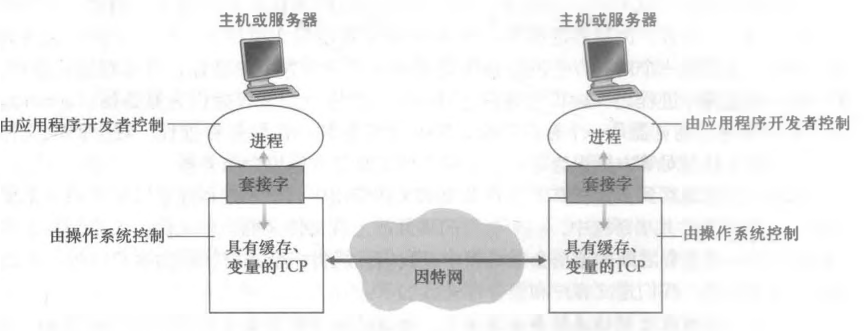 主机或服务器
主机或服务器
由应用程序开发者控制
进程
进程
由应用程序开发者控制
套接字
套接字
由操作系统控制
具有缓存、
变量的TCP
因特网
具有缓存、
变量的TCP
由操作系统控制